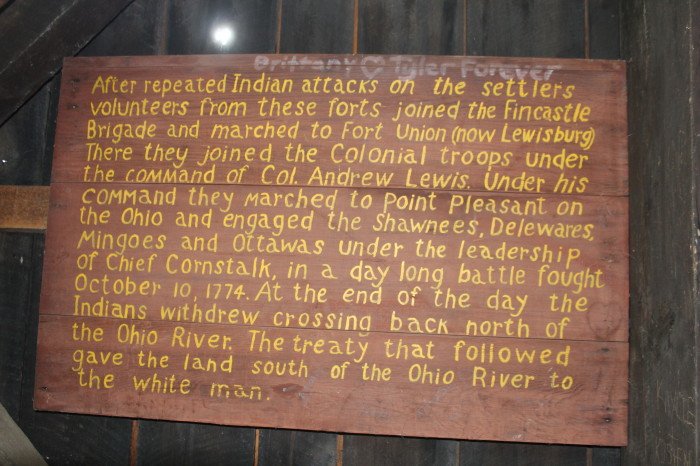 Brittany ♡ Tyler Forever
After repeated Indian attacks on the settlers
volunteers from these forts joined the Fincastle
Brigade and marched to Fort Union (now Lewisburg)
There they joined the Colonial troops under
the command of Col. Andrew Lewis. Under his
command they marched to Point Pleasant on
the Ohio and engaged the Shawnees, Delewares,
Mingoes and Ottawas under the leadership
of Chief Cornstalk, in a day long battle fought
October 10, 1774. At the end of the day the
Indians withdrew crossing back north of
the Ohio River. The treaty that followed
gave the land south of the Ohio River to
the white man.